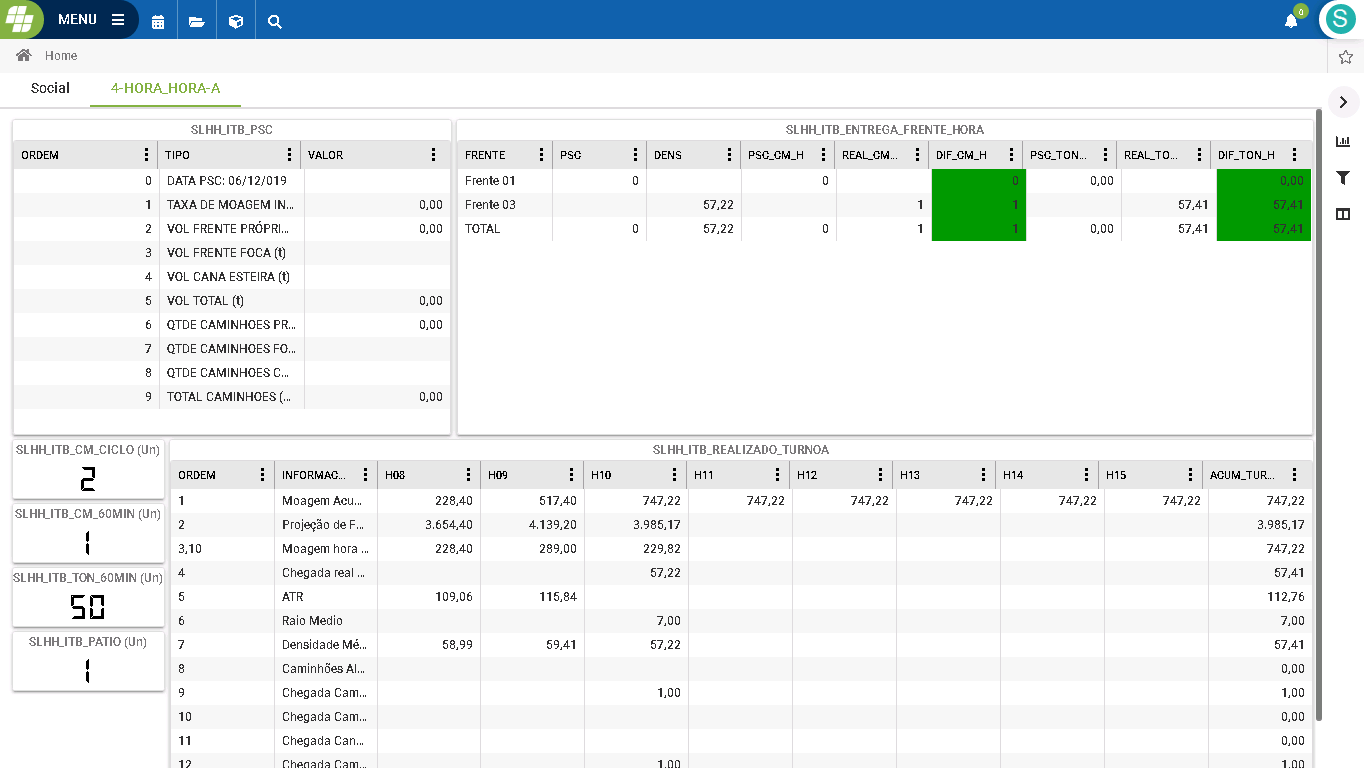 MENU
0
S
Home
Social 4-HORA_HORA-A
SLHH_ITB_PSC
ORDEM TIPO VALOR
0 DATA PSC: 06/12/019
1 TAXA DE MOAGEM IN... 0,00
2 VOL FRENTE PRÓPRI... 0,00
3 VOL FRENTE FOCA (t)
4 VOL CANA ESTEIRA (t)
5 VOL TOTAL (t) 0,00
6 QTDE CAMINHOES PR... 0,00
7 QTDE CAMINHOES FO...
8 QTDE CAMINHOES C...
9 TOTAL CAMINHOES (... 0,00
SLHH_ITB_ENTREGA_FRENTE_HORA
FRENTE PSC DENS PSC_CM_H REAL_CM... DIF_CM_H PSC_TON... REAL_TO... DIF_TON_H
Frente 01 0 0 0 0,00 0,00
Frente 03 57,22 1 1 57,41 57,41
TOTAL 0 57,22 0 1 1 0,00 57,41 57,41
SLHH_ITB_CM_CICLO (Un)
2
SLHH_ITB_CM_60MIN (Un)
1
SLHH_ITB_TON_60MIN (Un)
50
SLHH_ITB_PATIO (Un)
1
SLHH_ITB_REALIZADO_TURNOA
ORDEM INFORMAC... H08 H09 H10 H11 H12 H13 H14 H15 ACUM_TUR...
1 Moagem Acu... 228,40 517,40 747,22 747,22 747,22 747,22 747,22 747,22 747,22
2 Projeção de F... 3.654,40 4.139,20 3.985,17 3.985,17
3,10 Moagem hora ... 228,40 289,00 229,82 747,22
4 Chegada real ... 57,22 57,41
5 ATR 109,06 115,84 112,76
6 Raio Medio 7,00 7,00
7 Densidade Mé... 58,99 59,41 57,22 57,41
8 Caminhões Al... 0,00
9 Chegada Cam... 1,00 1,00
10 Chegada Cam... 0,00
11 Chegada Can... 0,00
12 Chegada Cam... 1,00 1,00